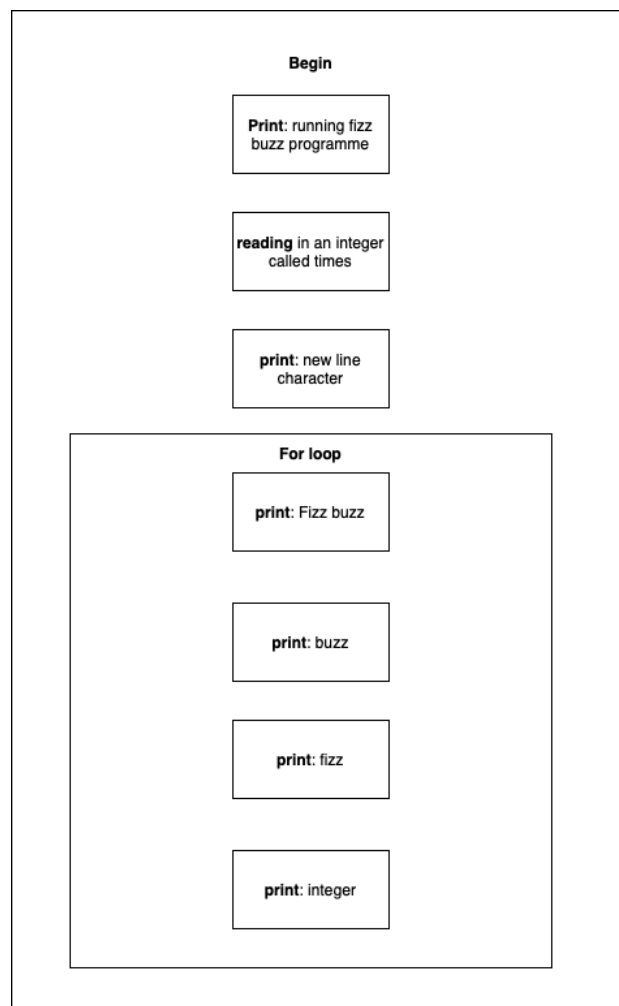 Begin
Print: running fizz
buzz programme
reading in an integer
called times
print: new line
character
For loop
print: Fizz buzz
print: buzz
print: fizz
print: integer